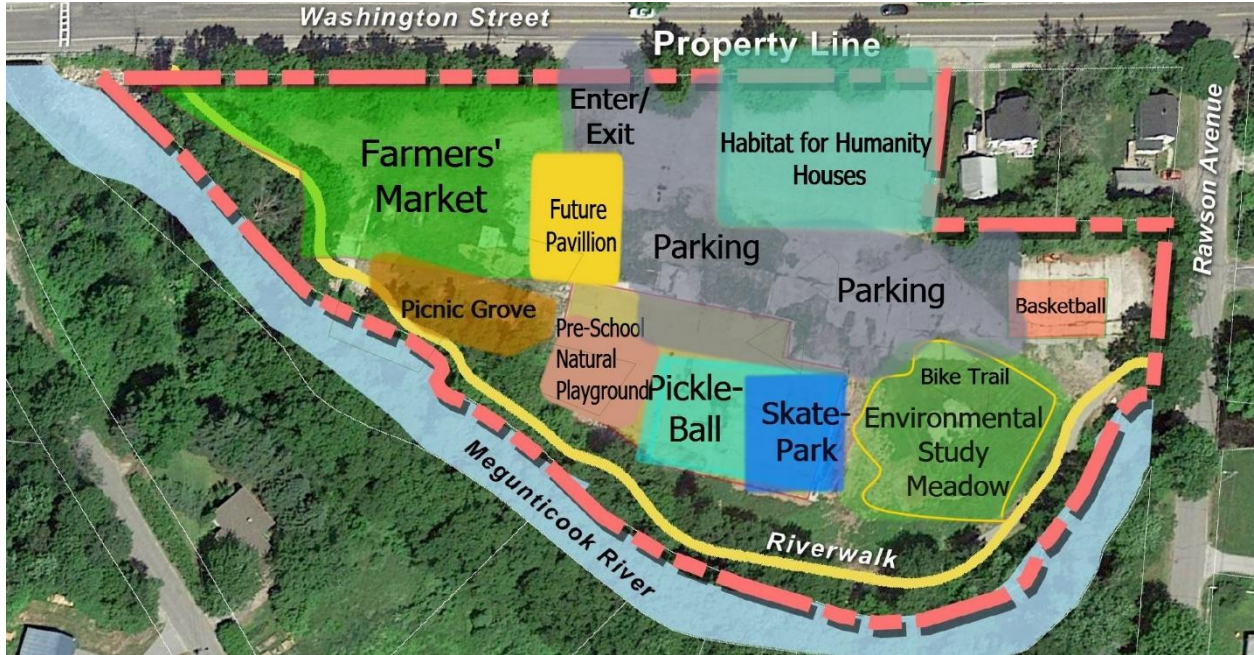 Washington Street
Property Line
Enter/
Exit
Farmers'
Market
Habitat for Humanity
Houses
Rawson Avenue
Future
Pavillion
Parking
Parking
Picnic Grove
Basketball
Pre-School
Natural
Playground
Pickle-
Ball
Skate-
Park
Bike Trail
Environmental
Study
Meadow
Riverwalk
Megunticook River